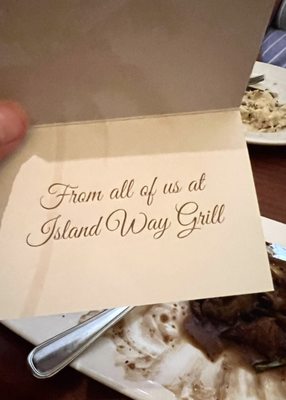 From all of us at
Island Way Grill